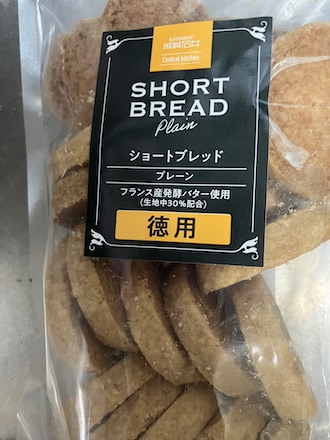 SUPERMARKET
成城石井
Central kitchen
SHORT
BREAD
Plain
ショートブレッド
プレーン
フランス産発酵バター使用
(生地中30%配合)
徳用